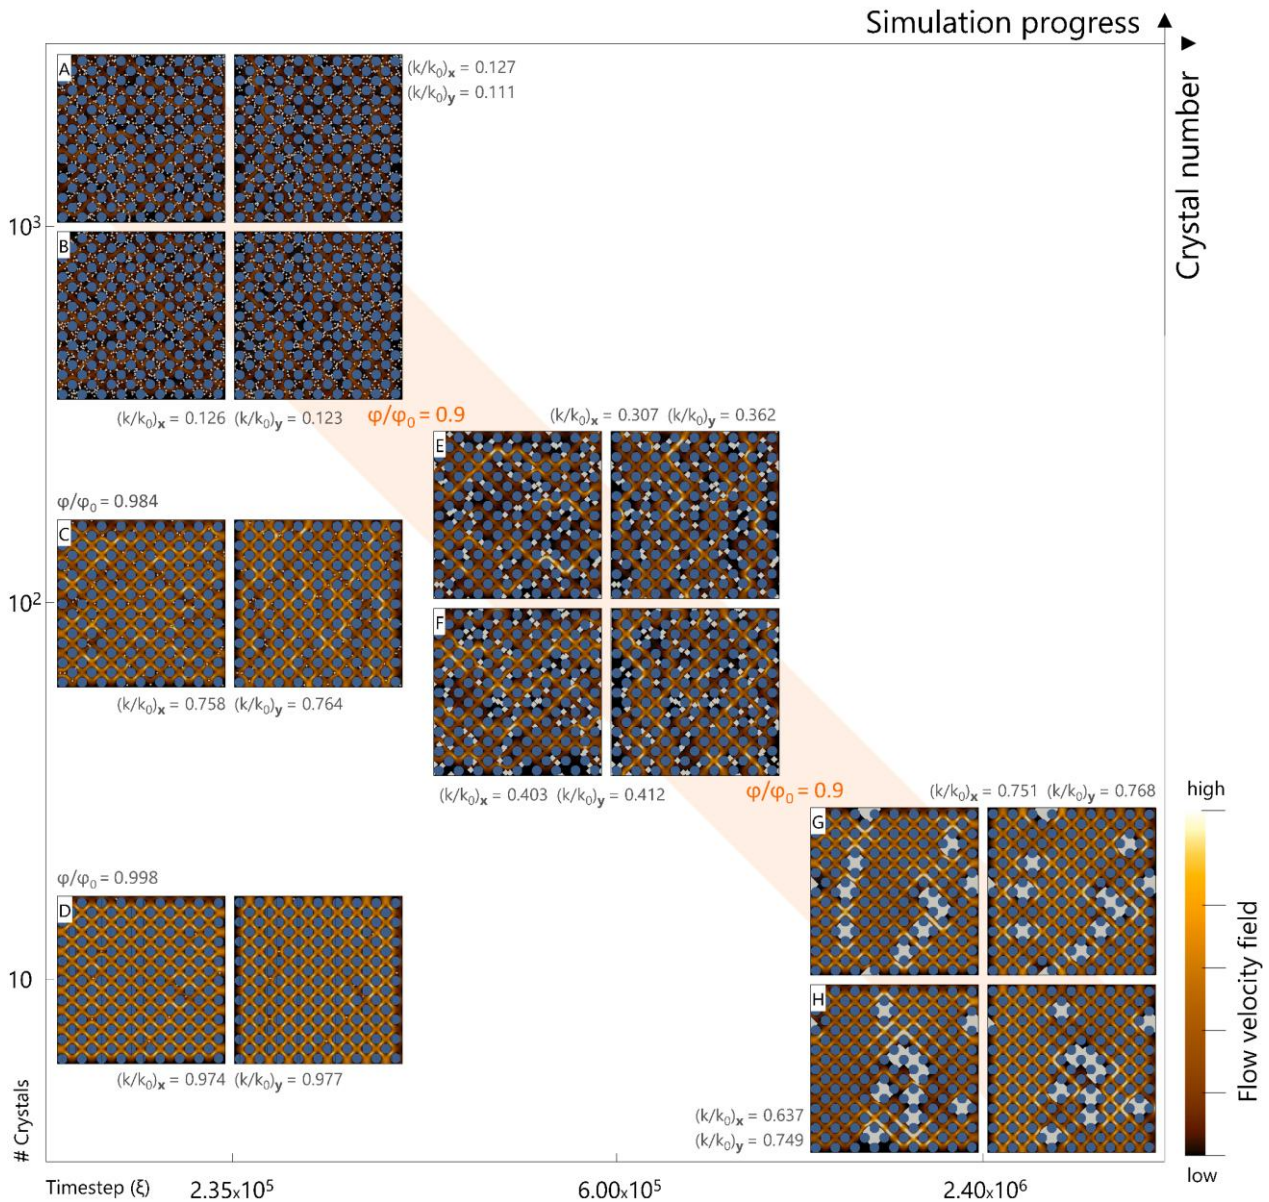 Simulation progress
Crystal number
A
(k/k₀)ₓ = 0.127
(k/k₀)ᵧ = 0.111
10³
B
(k/k₀)ₓ = 0.126 (k/k₀)ᵧ = 0.123
φ/φ₀ = 0.9
(k/k₀)ₓ = 0.307 (k/k₀)ᵧ = 0.362
E
φ/φ₀ = 0.984
C
10²
F
(k/k₀)ₓ = 0.758 (k/k₀)ᵧ = 0.764
(k/k₀)ₓ = 0.403 (k/k₀)ᵧ = 0.412
φ/φ₀ = 0.9
(k/k₀)ₓ = 0.751 (k/k₀)ᵧ = 0.768
high
G
φ/φ₀ = 0.998
D
10
H
Flow velocity field
(k/k₀)ₓ = 0.974 (k/k₀)ᵧ = 0.977
(k/k₀)ₓ = 0.637
(k/k₀)ᵧ = 0.749
# Crystals
low
Timestep (ξ)
2.35x10⁵
6.00x10⁵
2.40x10⁶